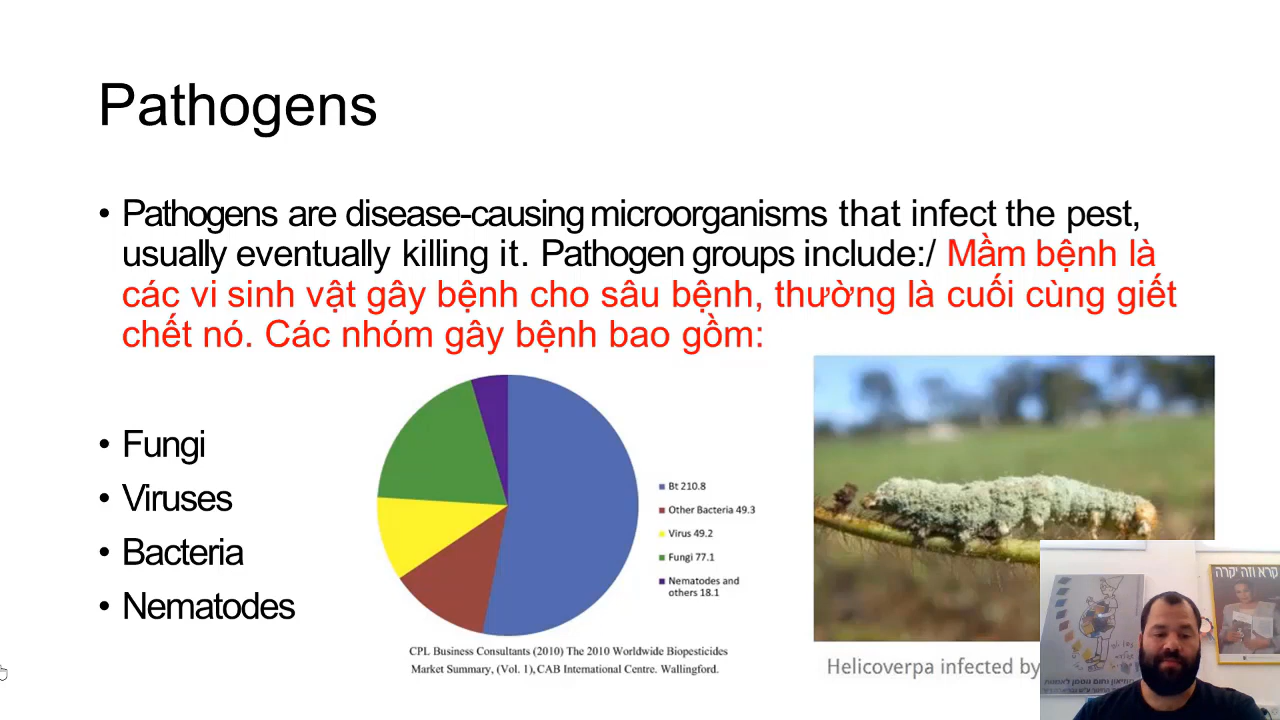 Pathogens
• Pathogens are disease-causing microorganisms that infect the pest,
usually eventually killing it. Pathogen groups include:/ Mầm bệnh là
các vi sinh vật gây bệnh cho sâu bệnh, thường là cuối cùng giết
chết nó. Các nhóm gây bệnh bao gồm:
• Fungi
• Viruses
• Bacteria
• Nematodes
Bt 210.8
Other Bacteria 49.3
Virus 49.2
Fungi 77.1
Nematodes and
others 18.1
CPL Business Consultants (2010) The 2010 Worldwide Biopesticides
Market Summary, (Vol. 1), CAB International Centre. Wallingford.
Helicoverpa infected by
קרא וזה יקרה